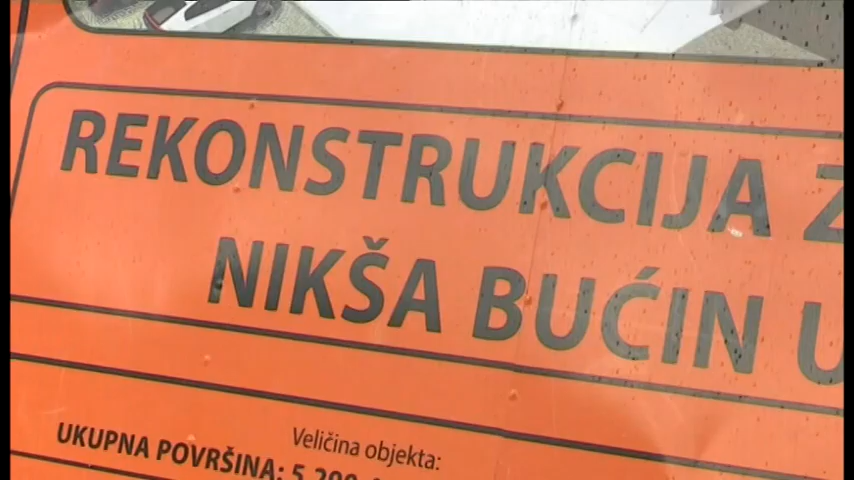 REKONSTRUKCIJA
NIKŠA BUĆIN
Veličina objekta:
UKUPNA POVRŠINA: